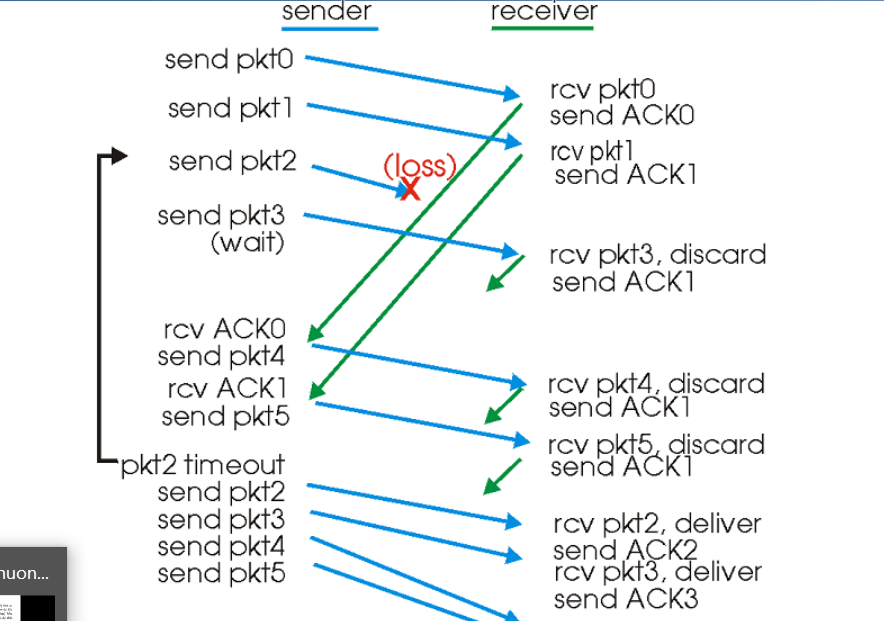 sender
receiver
send pkt0
send pkt1
send pkt2
(loss)
X
send pkt3
(wait)
rcv ACK0
send pkt4
rcv ACK1
send pkt5
pkt2 timeout
send pkt2
send pkt3
send pkt4
send pkt5
rcv pkt0
send ACK0
rcv pkt1
send ACK1
rcv pkt3, discard
send ACK1
rcv pkt4, discard
send ACK1
rcv pkt5, discard
send ACK1
rcv pkt2, deliver
send ACK2
rcv pkt3, deliver
send ACK3